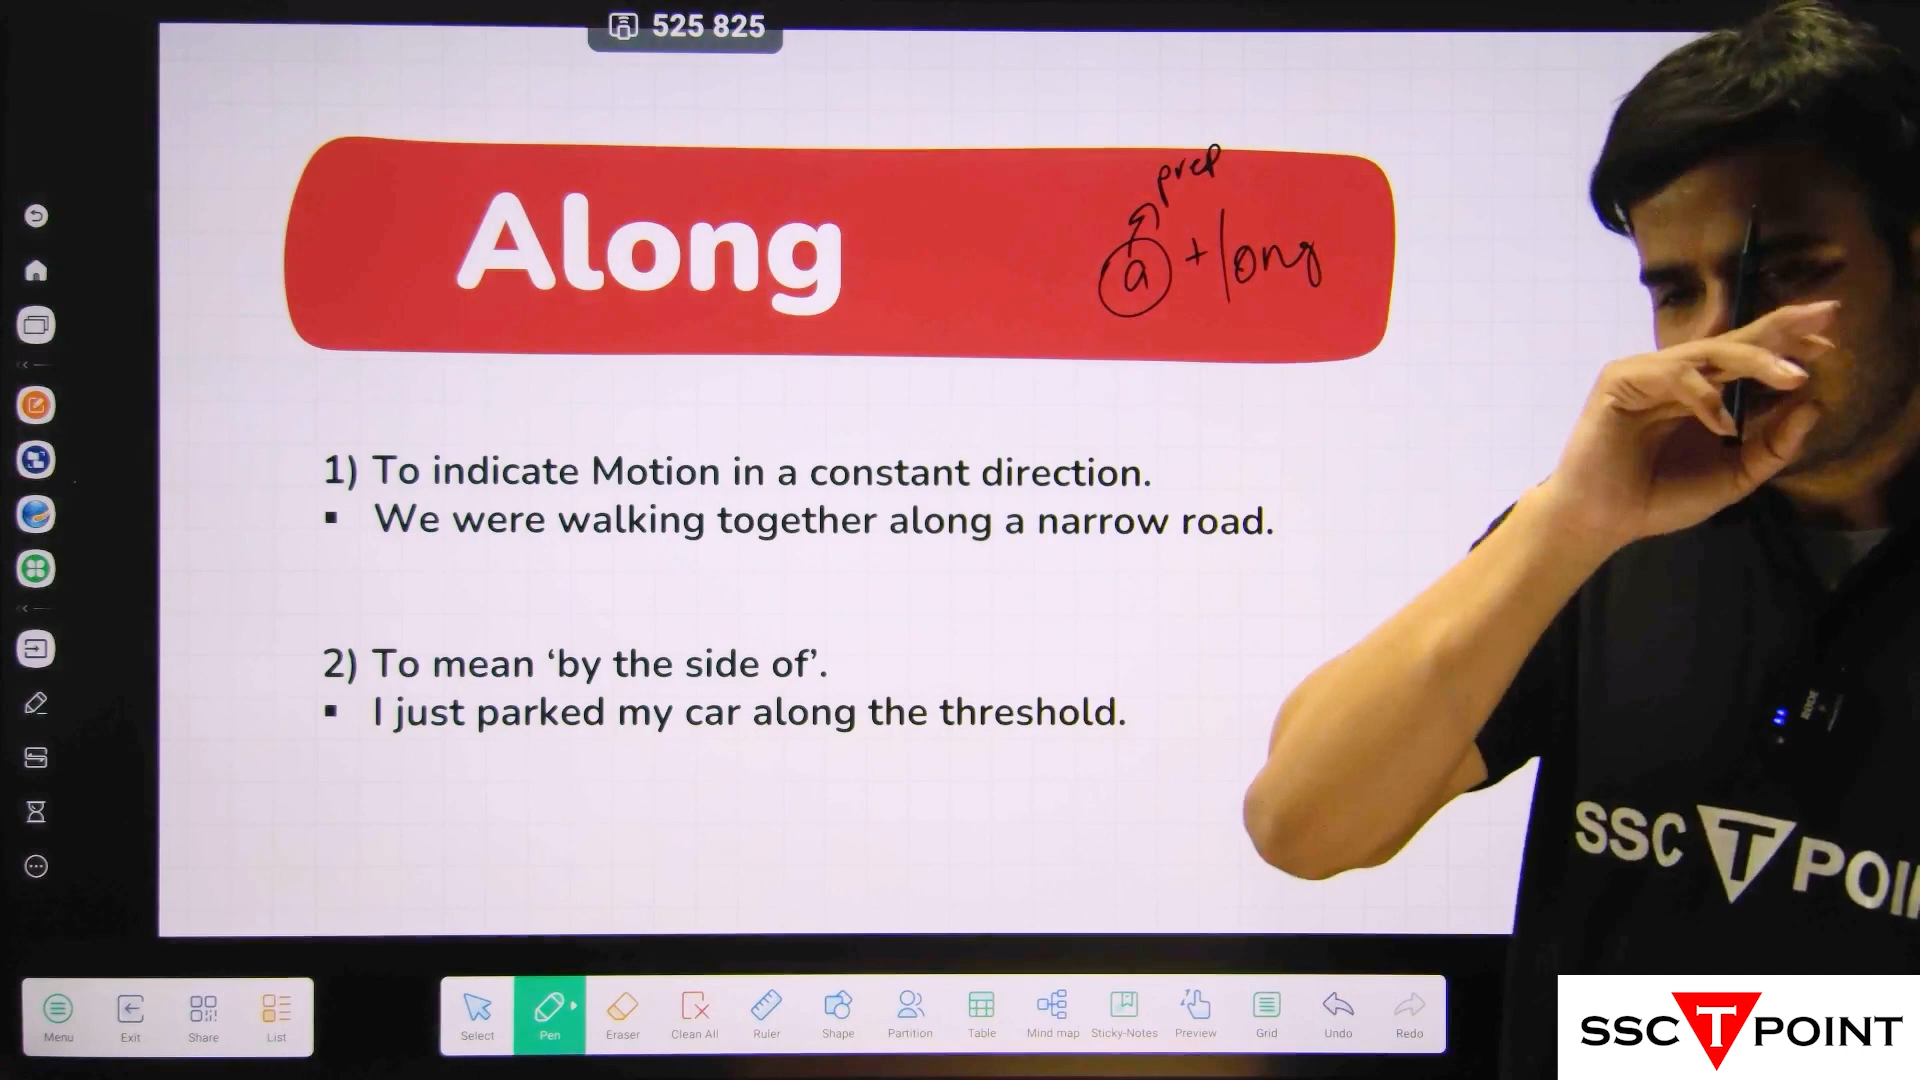 525 825
Along
prep
a + long
1) To indicate Motion in a constant direction.
▪ We were walking together along a narrow road.
2) To mean ‘by the side of’.
▪ I just parked my car along the threshold.
SSC T POI
Menu Exit Share List
Select Pen Eraser Clean All Ruler Shape Partition Table Mind map Sticky-Notes Preview Grid Undo Redo
SSC T POINT